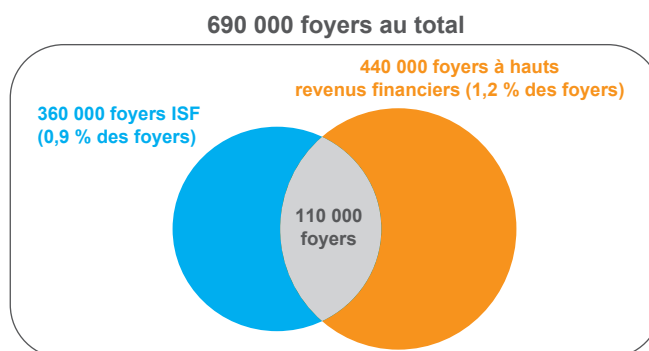 690 000 foyers au total
440 000 foyers à hauts
revenus financiers (1,2 % des foyers)
360 000 foyers ISF
(0,9 % des foyers)
110 000
foyers